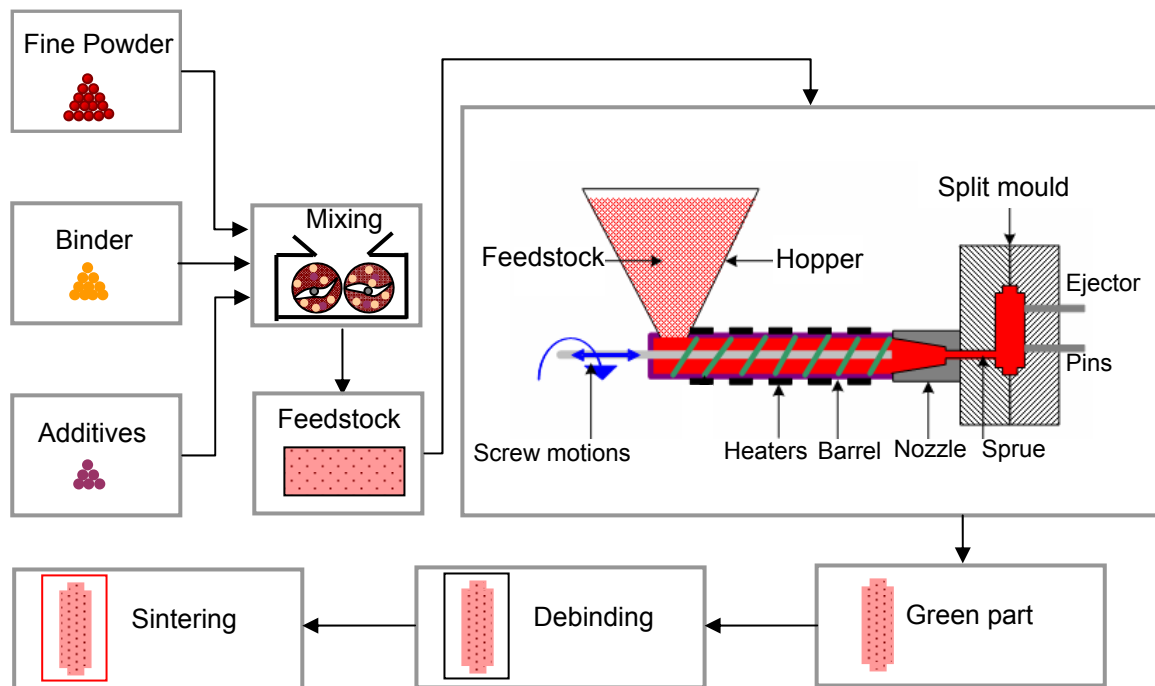 Fine Powder
Binder
Additives
Mixing
Feedstock
Split mould
Feedstock
Hopper
Ejector
Pins
Screw motions
Heaters
Barrel
Nozzle
Sprue
Sintering
Debinding
Green part